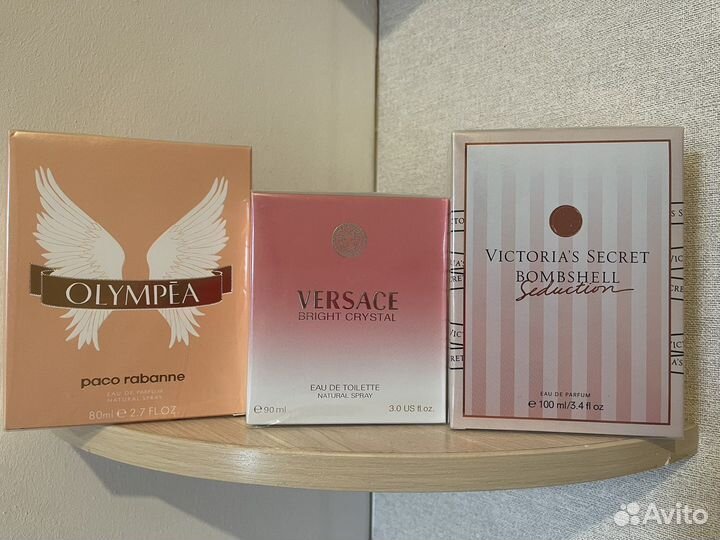 OLYMPĒA
paco rabanne
EAU DE PARFUM
NATURAL SPRAY
80ml ℮ 2.7 FL.OZ.
VERSACE
BRIGHT CRYSTAL
EAU DE TOILETTE
NATURAL SPRAY
℮ 90 ml 3.0 US fl.oz.
VICTORIA'S SECRET
BOMBSHELL
Seduction
EAU DE PARFUM
℮ 100 ml/3.4 fl oz
Avito